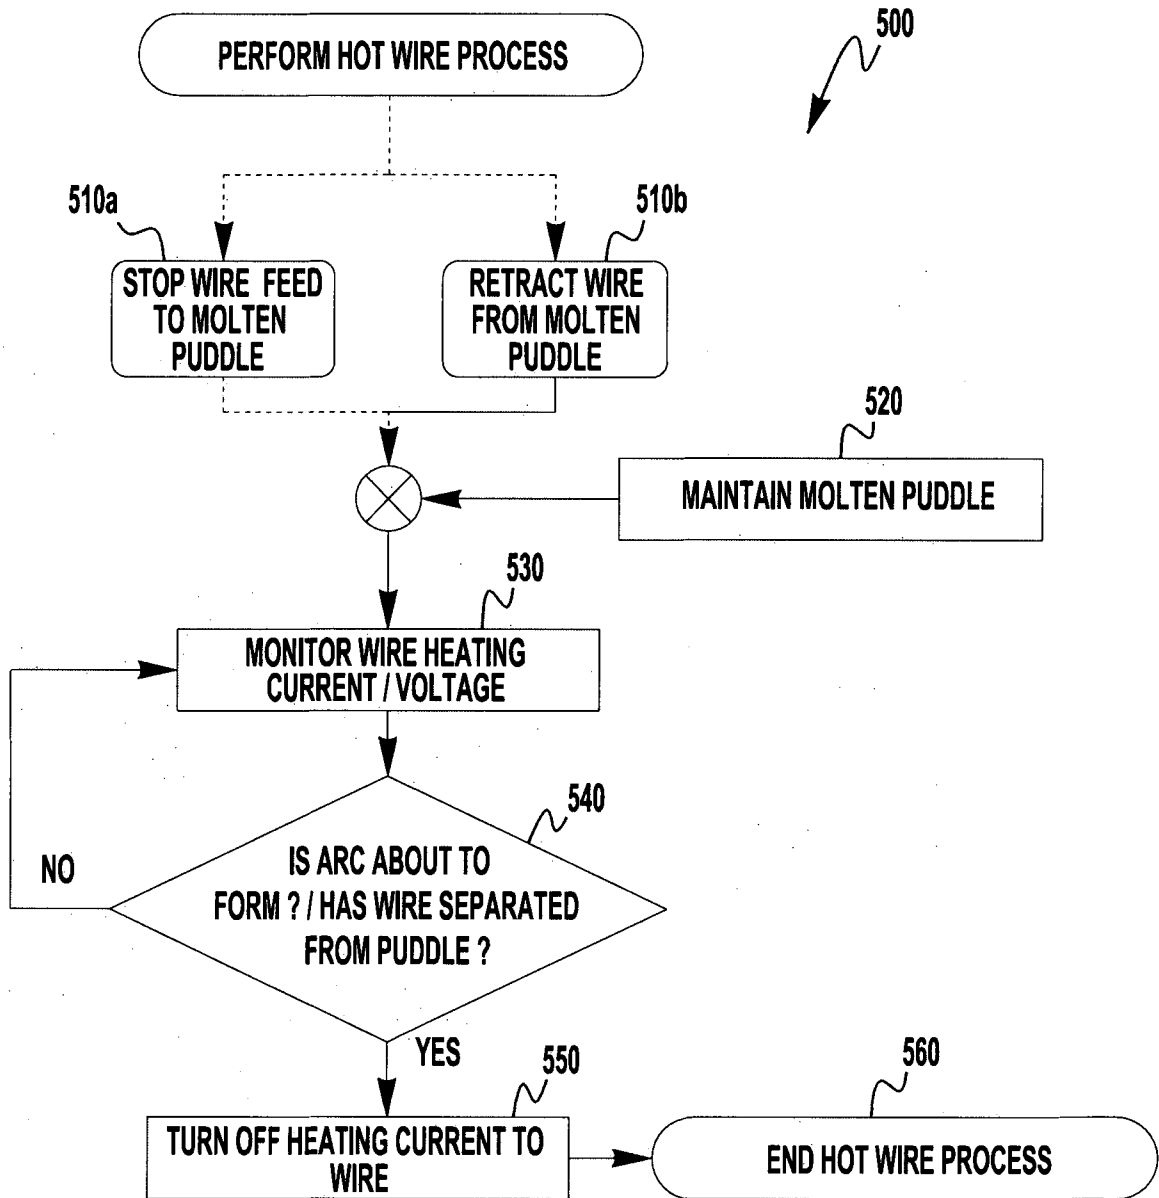 500
PERFORM HOT WIRE PROCESS
510a
510b
STOP WIRE FEED
TO MOLTEN
PUDDLE
RETRACT WIRE
FROM MOLTEN
PUDDLE
520
MAINTAIN MOLTEN PUDDLE
530
MONITOR WIRE HEATING
CURRENT / VOLTAGE
540
IS ARC ABOUT TO
FORM ? / HAS WIRE SEPARATED
FROM PUDDLE ?
NO
YES
550
TURN OFF HEATING CURRENT TO
WIRE
560
END HOT WIRE PROCESS